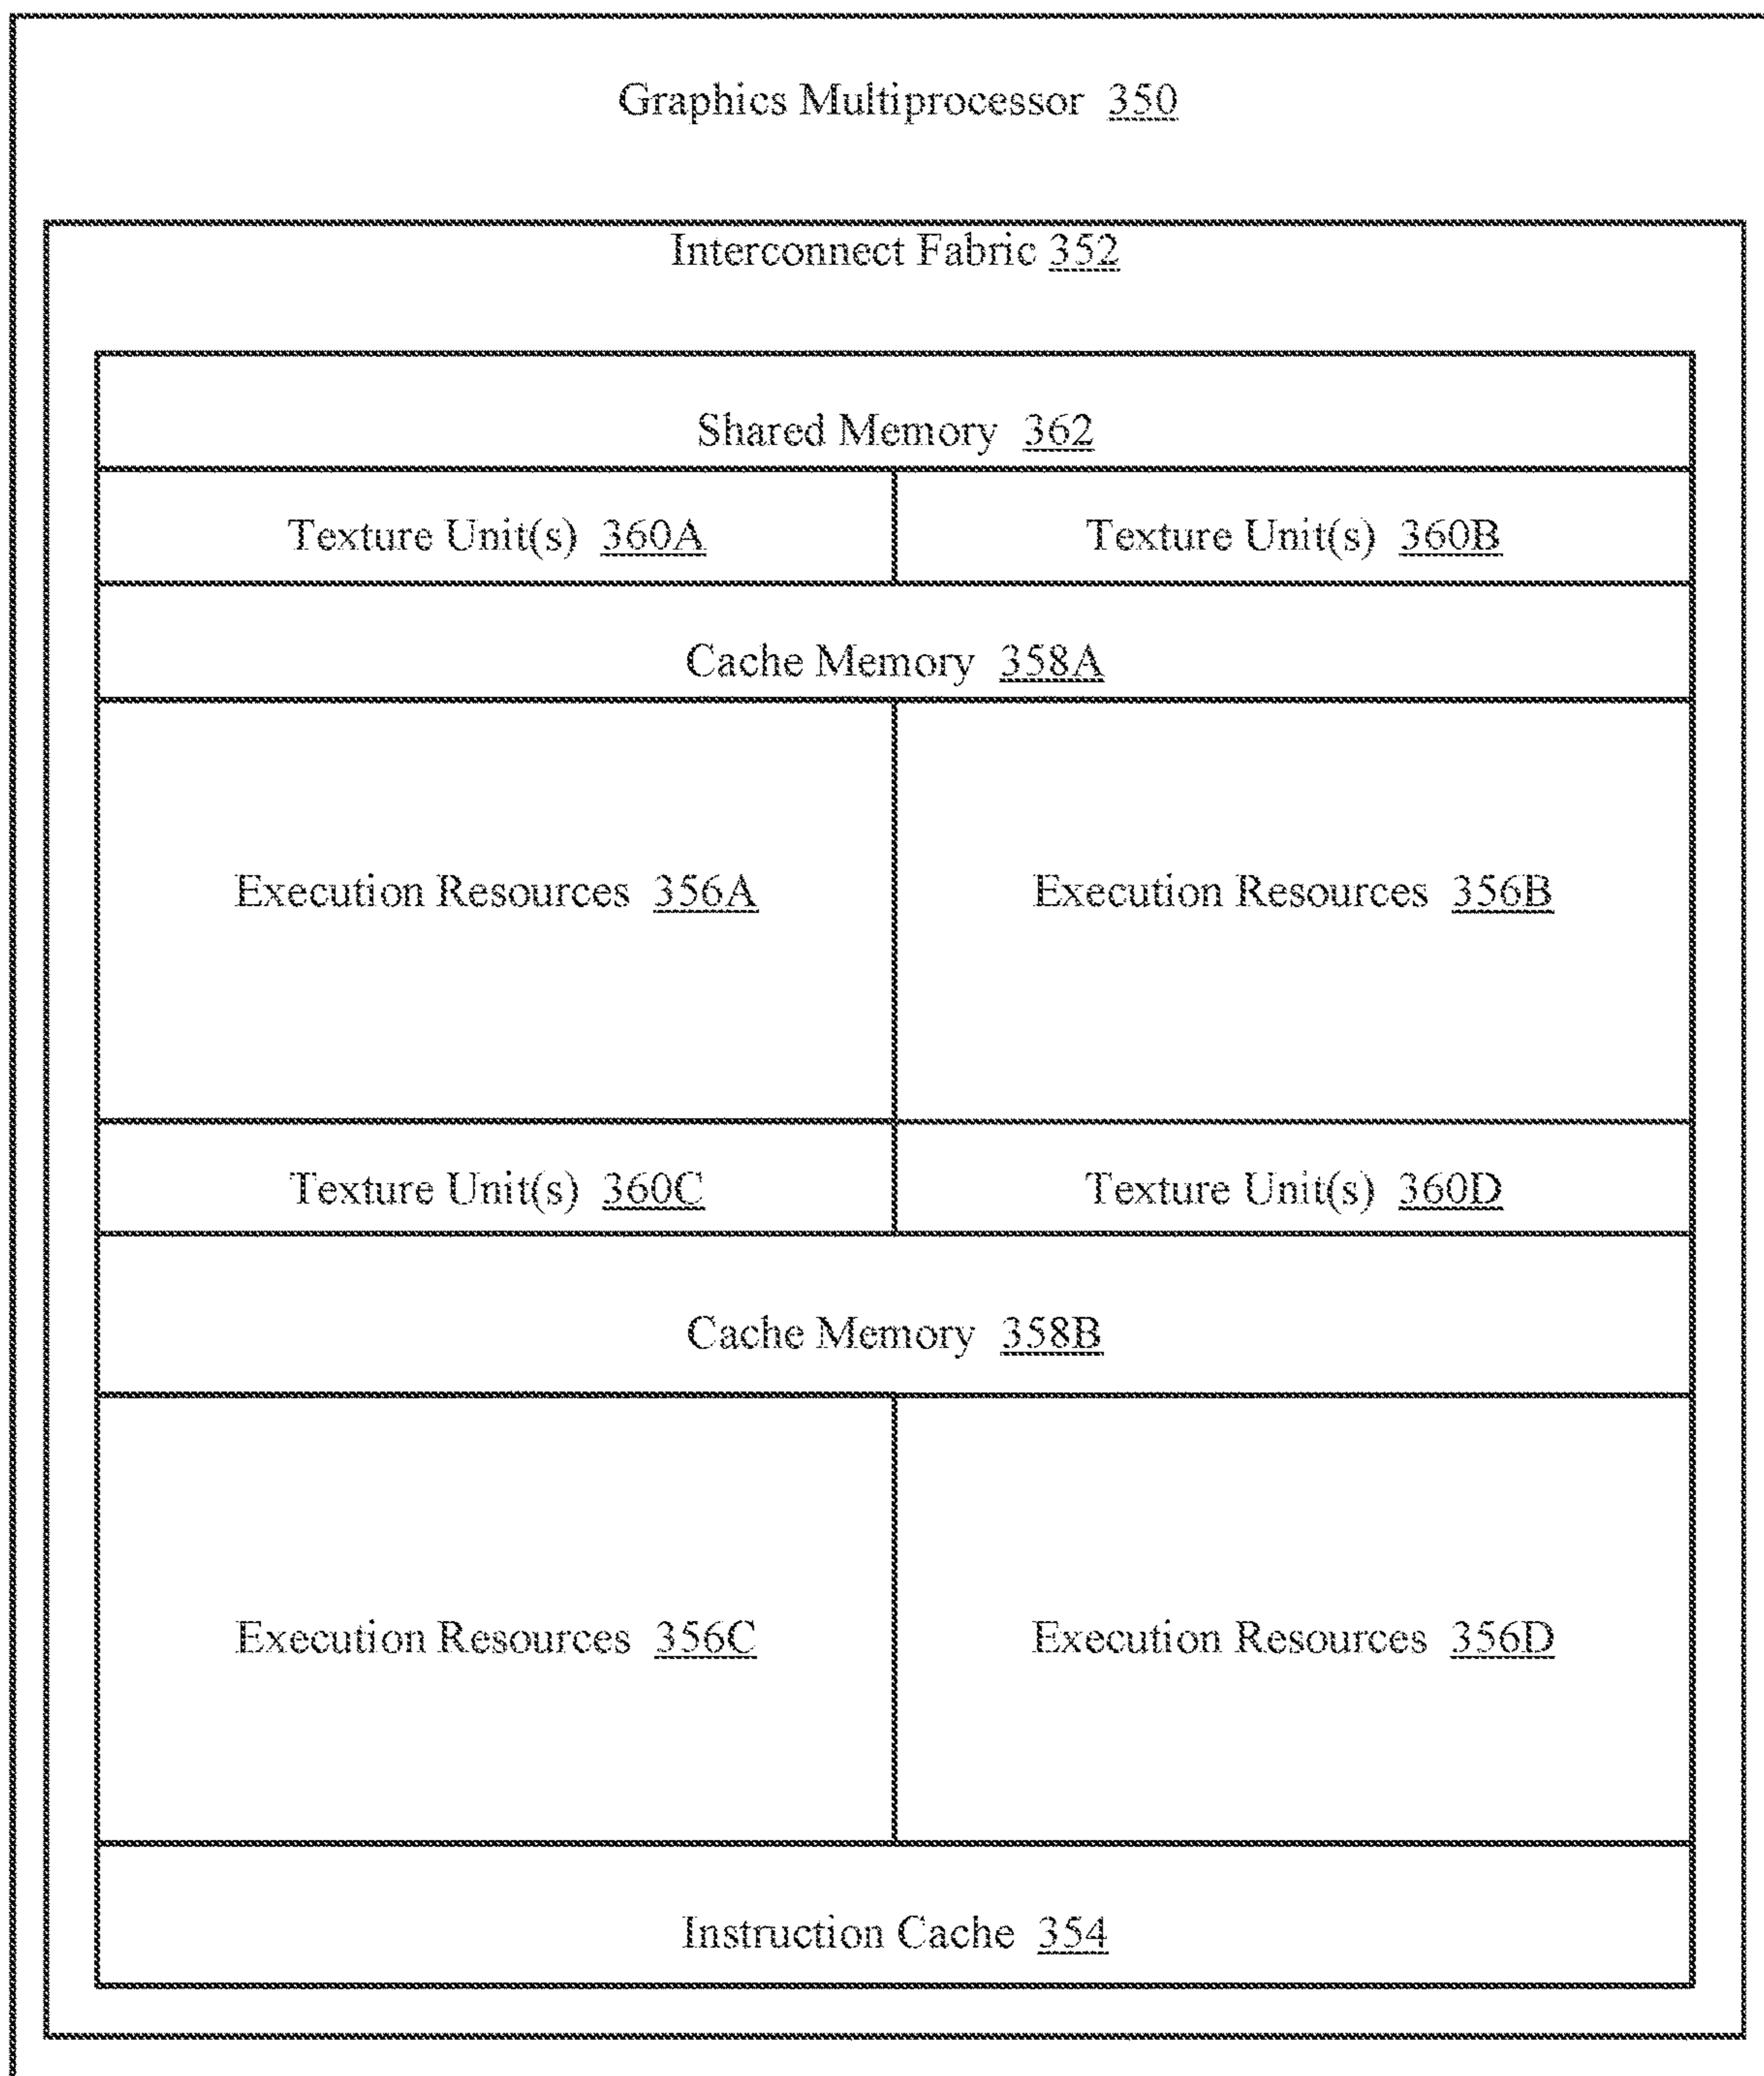 Graphics Multiprocessor 350
Interconnect Fabric 352
Shared Memory 362
Texture Unit(s) 360A
Texture Unit(s) 360B
Cache Memory 358A
Execution Resources 356A
Execution Resources 356B
Texture Unit(s) 360C
Texture Unit(s) 360D
Cache Memory 358B
Execution Resources 356C
Execution Resources 356D
Instruction Cache 354